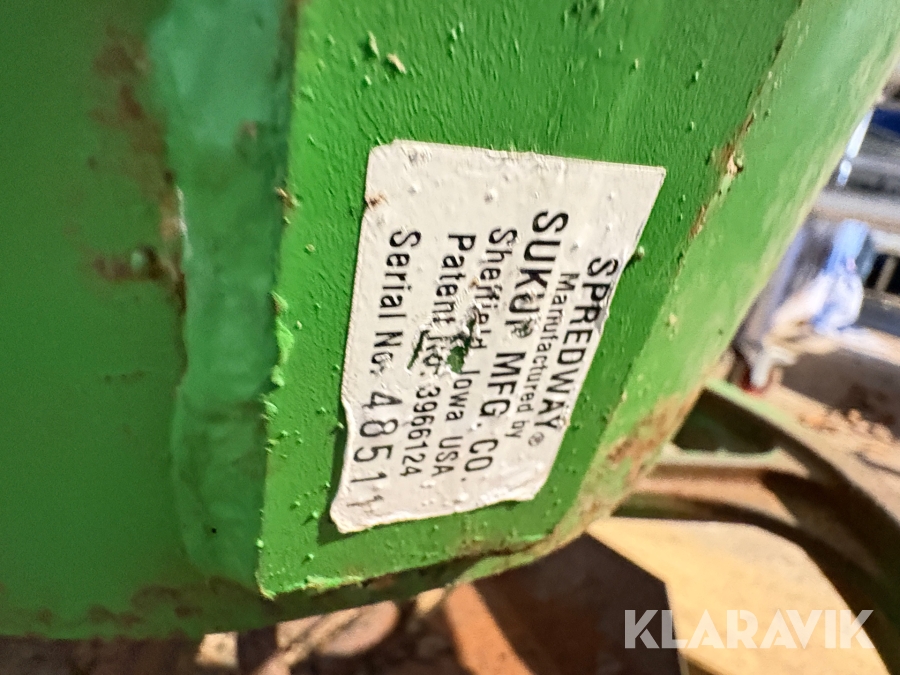 SPREDWAY®
Manufactured by
SUKUP MFG. CO.
Sheffield Iowa USA
Patent No. 3966124
Serial No. 48511
KLARAVIK